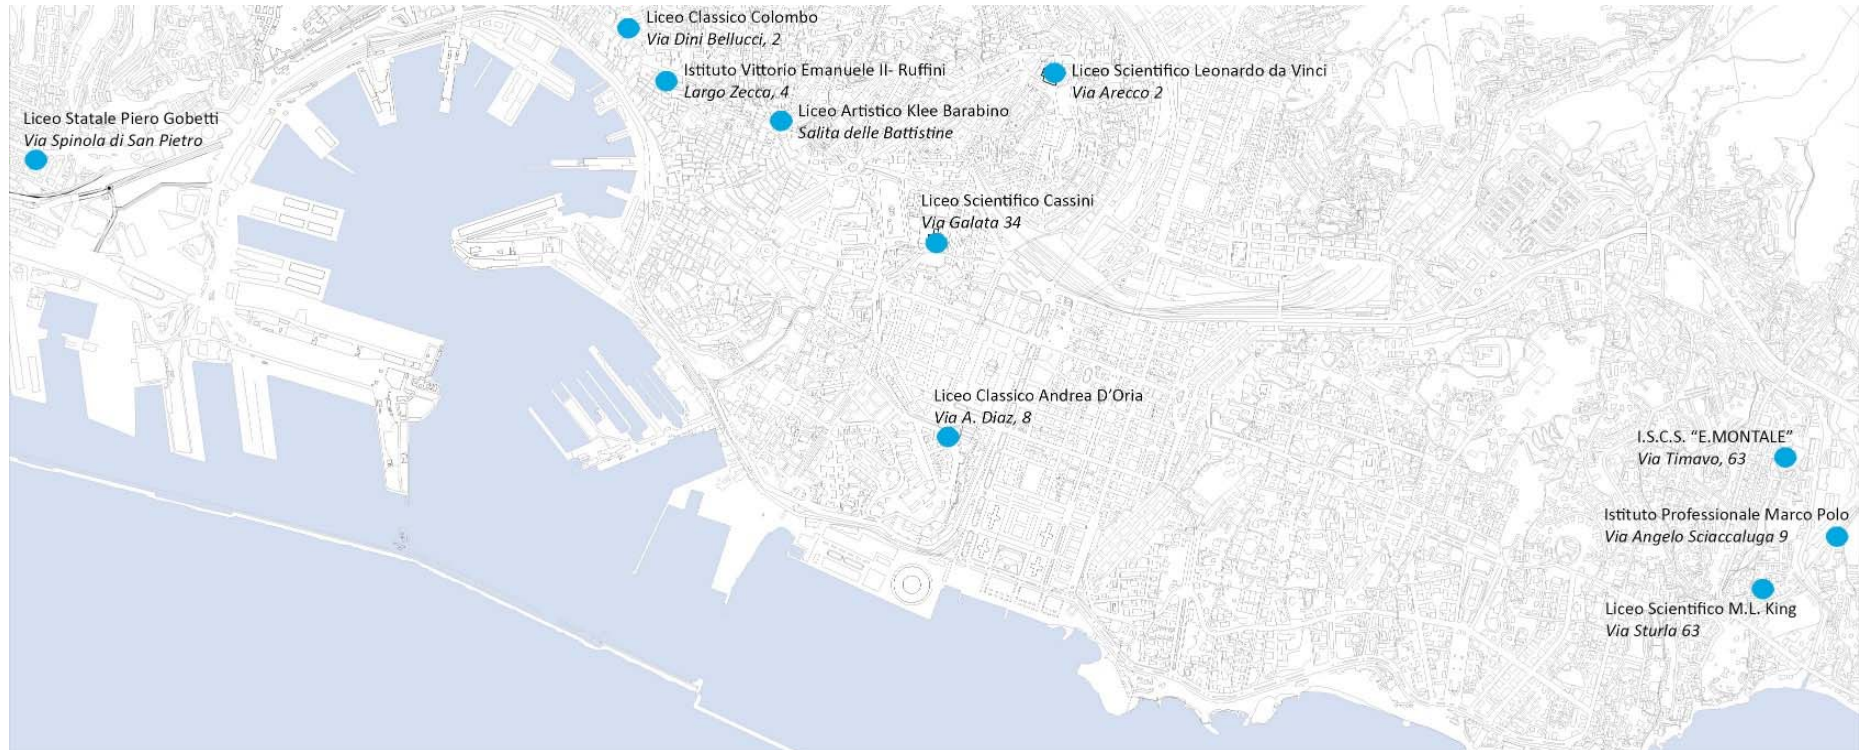 Liceo Classico Colombo
Via Dini Bellucci, 2
Istituto Vittorio Emanuele II- Ruffini
Largo Zecca, 4
Liceo Scientifico Leonardo da Vinci
Via Arecco 2
Liceo Artistico Klee Barabino
Salita delle Battistine
Liceo Statale Piero Gobetti
Via Spinola di San Pietro
Liceo Scientifico Cassini
Via Galata 34
Liceo Classico Andrea D'Oria
Via A. Diaz, 8
I.S.C.S. "E.MONTALE"
Via Timavo, 63
Istituto Professionale Marco Polo
Via Angelo Sciaccaluga 9
Liceo Scientifico M.L. King
Via Sturla 63